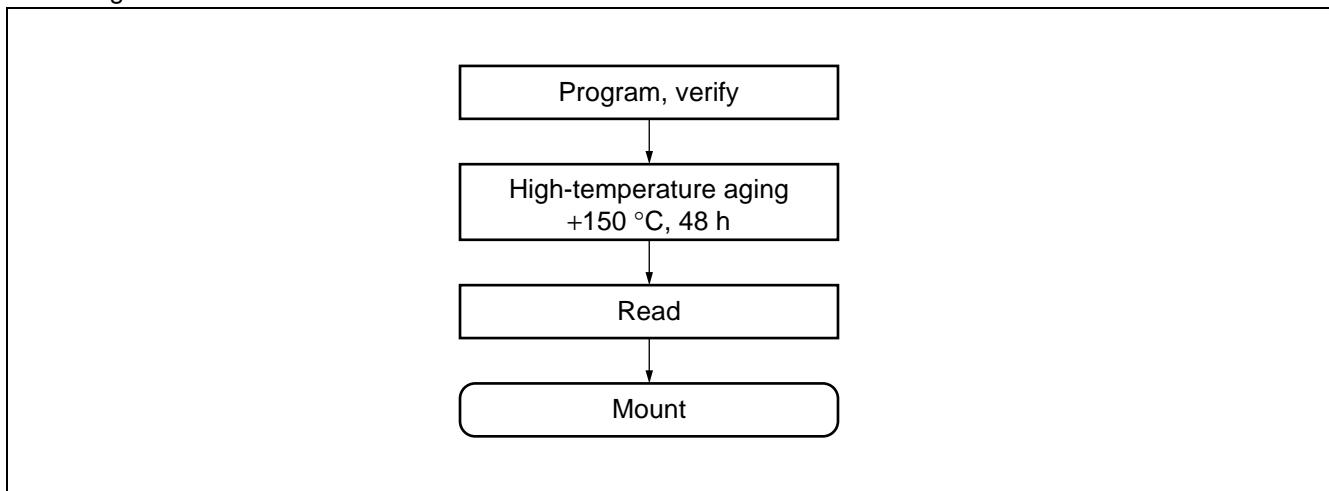 Program, verify
High-temperature aging
+150 °C, 48 h
Read
Mount